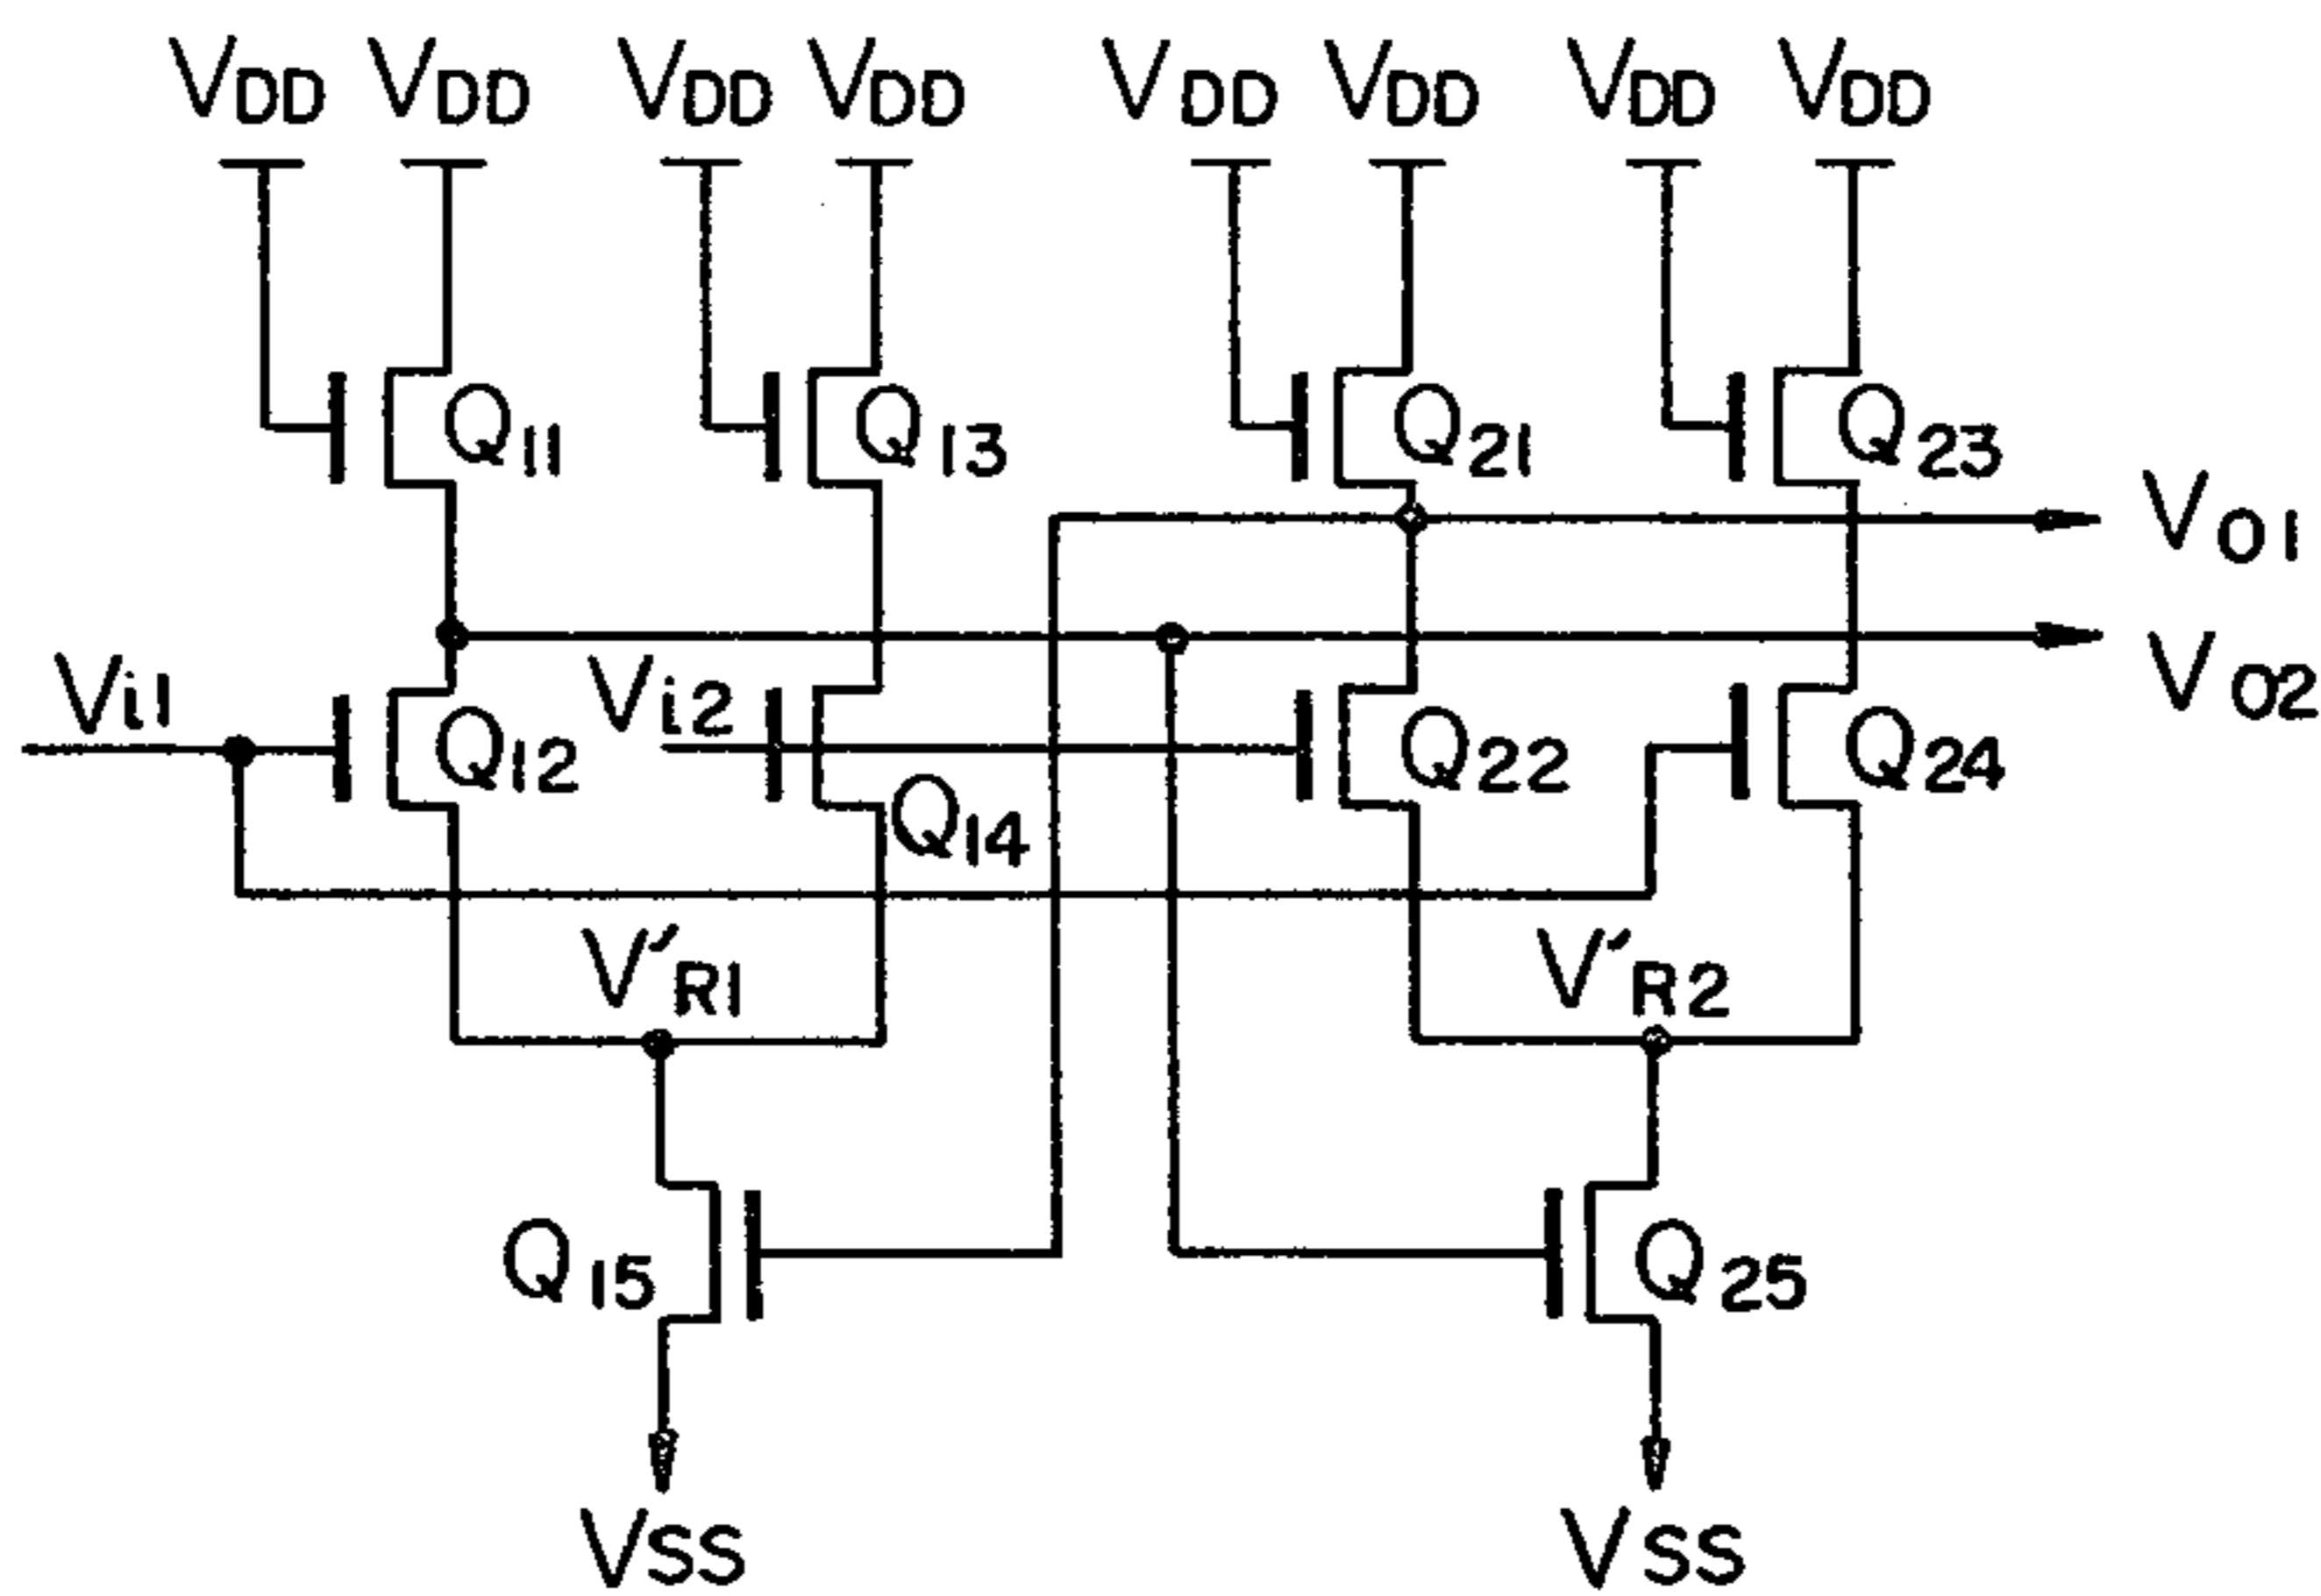 VDD VDD VDD VDD VDD VDD VDD VDD
Q11 Q13 Q21 Q23
VO1
Vi1 Vi2 VO2
Q12 Q22 Q24
Q14
V'R1 V'R2
Q15 Q25
VSS VSS